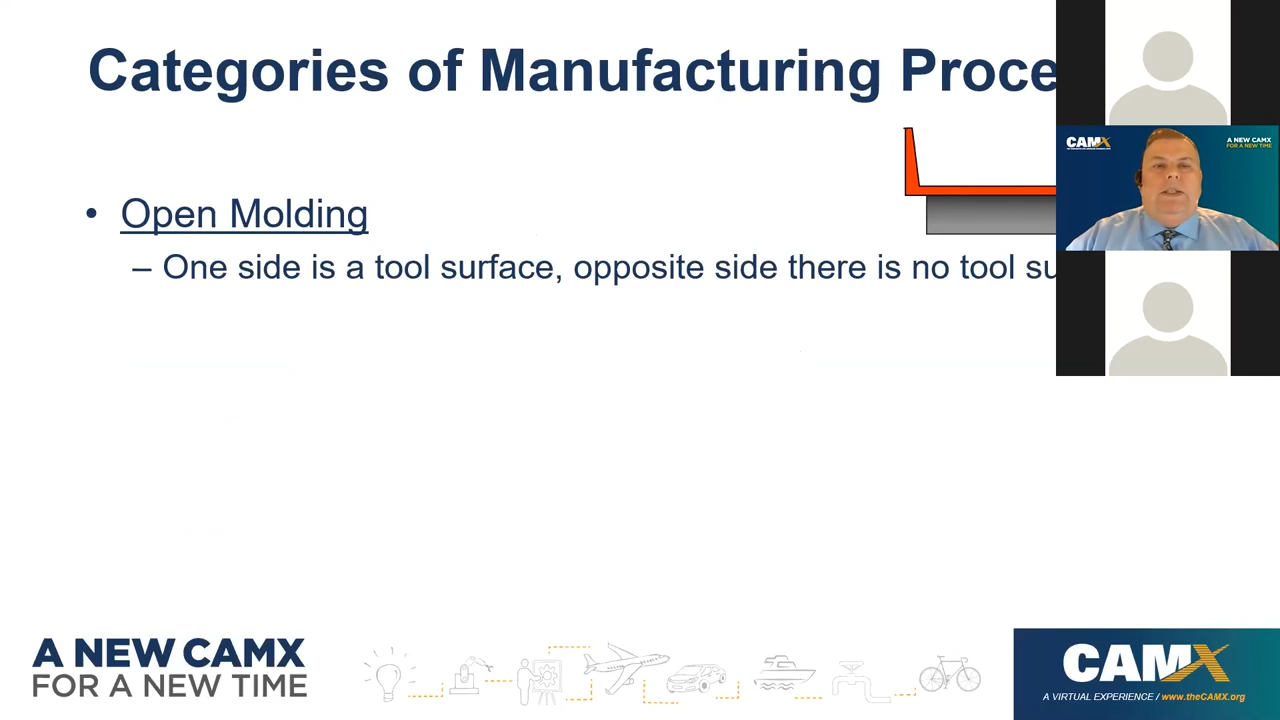 Categories of Manufacturing Proce
• Open Molding
– One side is a tool surface, opposite side there is no tool su
CAMX
A NEW CAMX
FOR A NEW TIME
A NEW CAMX
FOR A NEW TIME
CAMX
A VIRTUAL EXPERIENCE / www.theCAMX.org